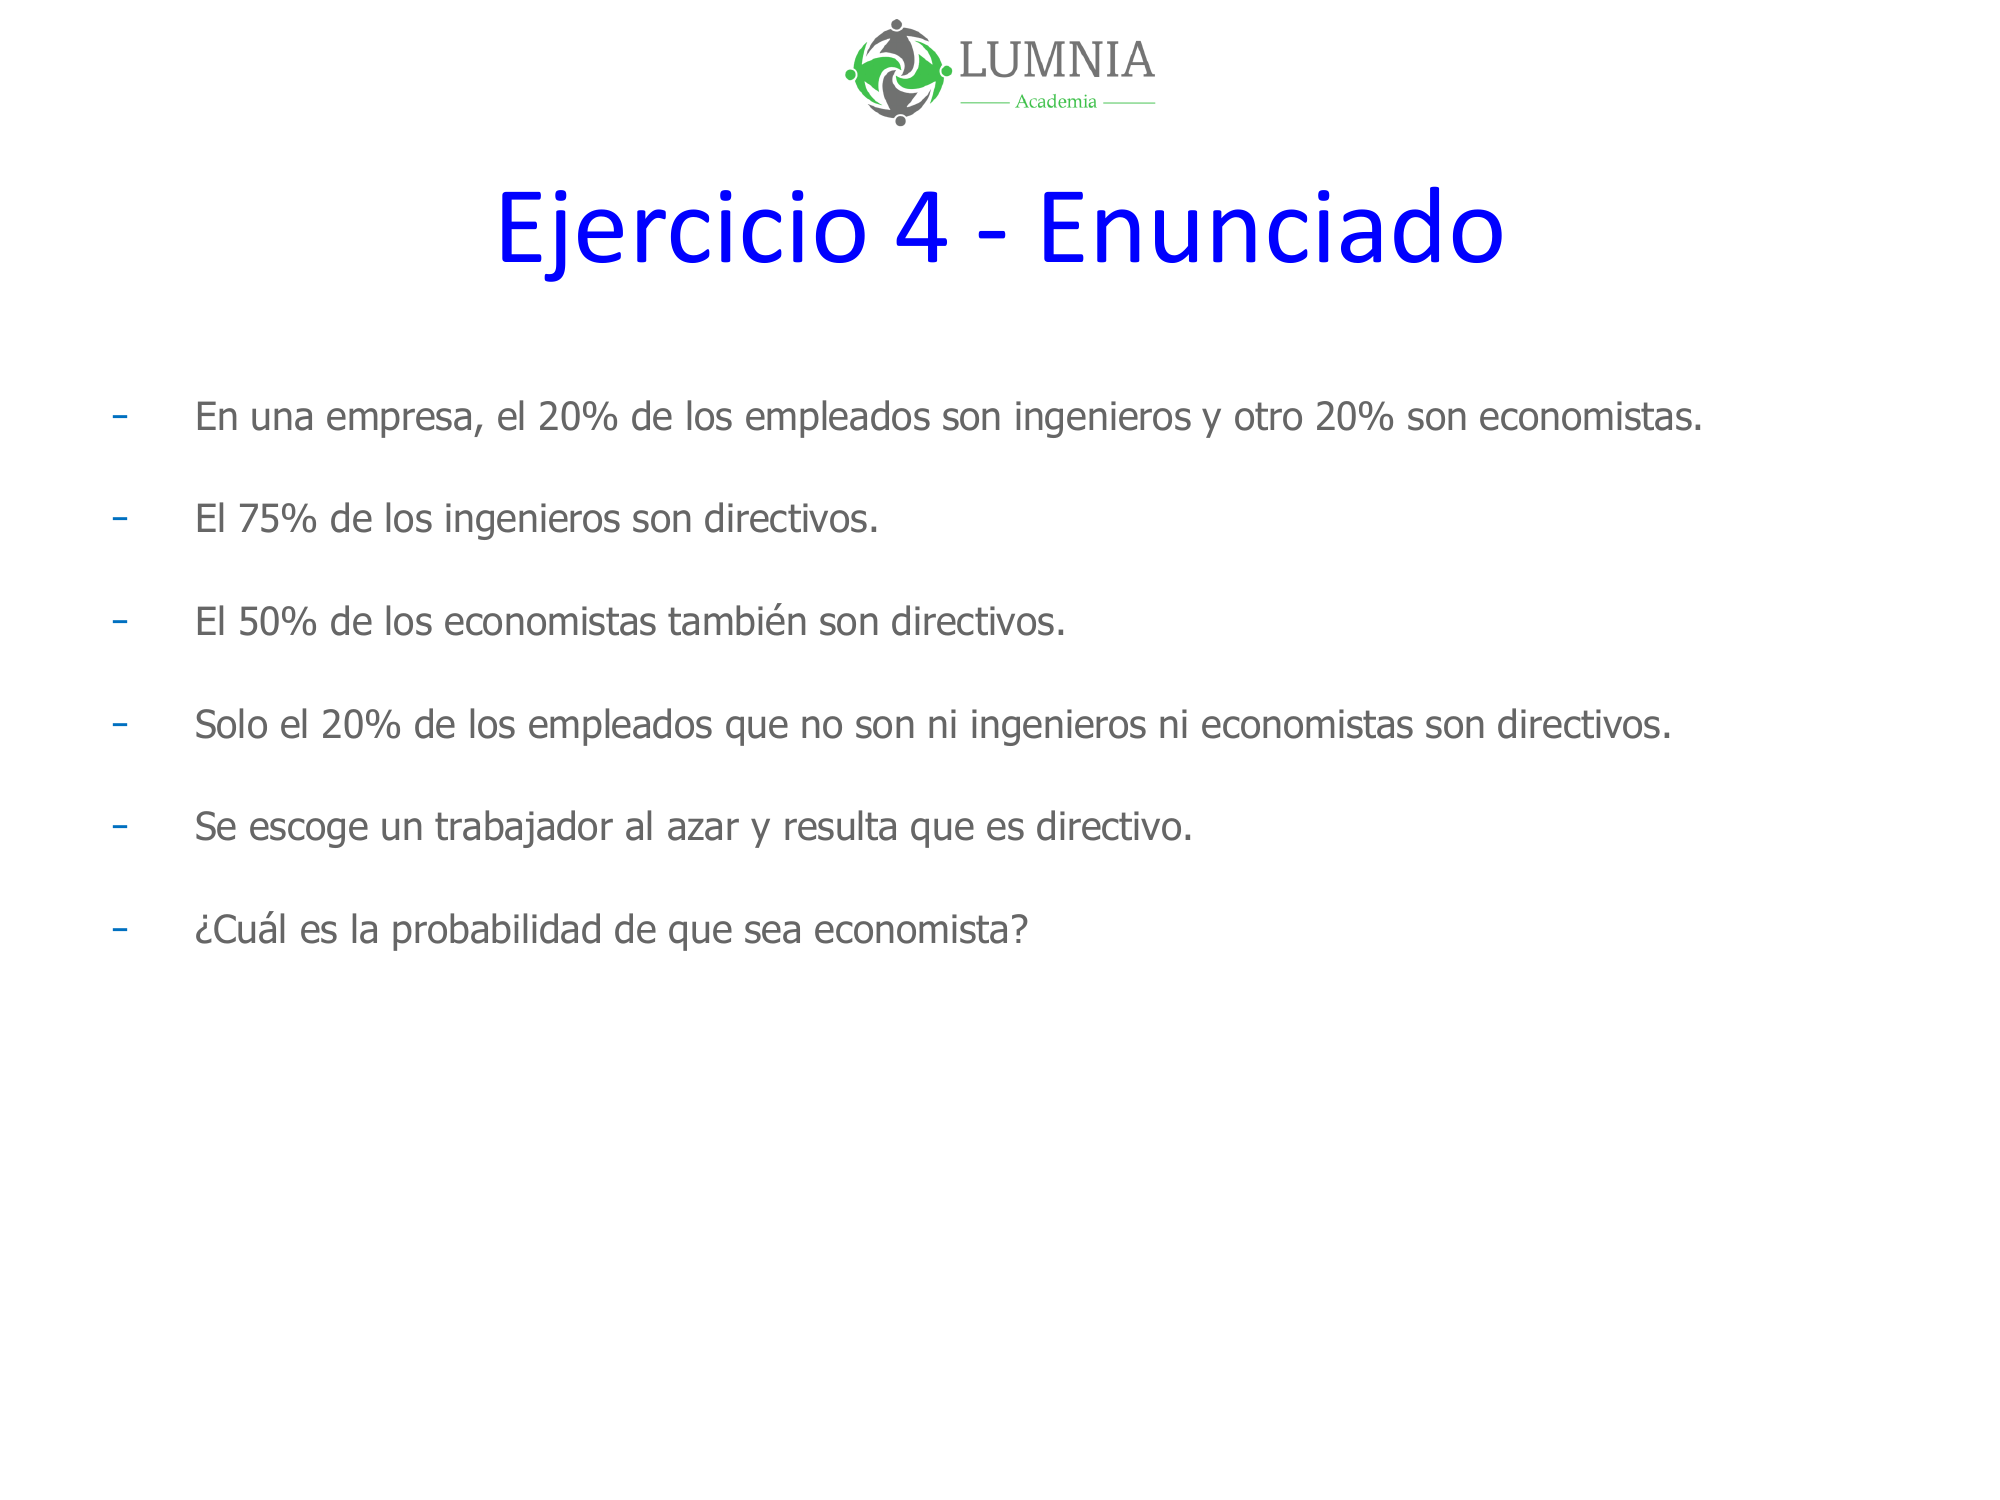 LUMNIA
Academia
Ejercicio 4 - Enunciado
- En una empresa, el 20% de los empleados son ingenieros y otro 20% son economistas.
- El 75% de los ingenieros son directivos.
- El 50% de los economistas también son directivos.
- Solo el 20% de los empleados que no son ni ingenieros ni economistas son directivos.
- Se escoge un trabajador al azar y resulta que es directivo.
- ¿Cuál es la probabilidad de que sea economista?